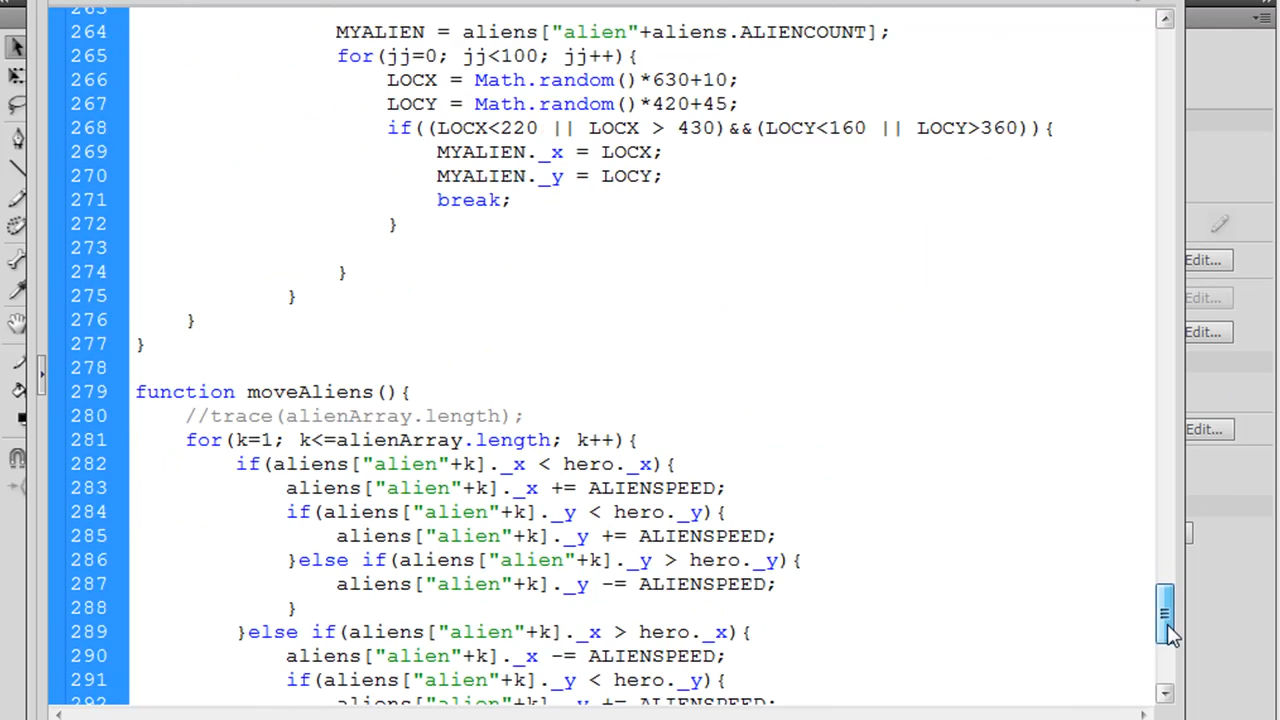 263
264 MYALIEN = aliens["alien"+aliens.ALIENCOUNT];
265 for(jj=0; jj<100; jj++){
266 LOCX = Math.random()*630+10;
267 LOCY = Math.random()*420+45;
268 if((LOCX<220 || LOCX > 430)&&(LOCY<160 || LOCY>360)){
269 MYALIEN._x = LOCX;
270 MYALIEN._y = LOCY;
271 break;
272 }
273
274 }
275 }
276 }
277 }
278
279 function moveAliens(){
280 //trace(alienArray.length);
281 for(k=1; k<=alienArray.length; k++){
282 if(aliens["alien"+k]._x < hero._x){
283 aliens["alien"+k]._x += ALIENSPEED;
284 if(aliens["alien"+k]._y < hero._y){
285 aliens["alien"+k]._y += ALIENSPEED;
286 }else if(aliens["alien"+k]._y > hero._y){
287 aliens["alien"+k]._y -= ALIENSPEED;
288 }
289 }else if(aliens["alien"+k]._x > hero._x){
290 aliens["alien"+k]._x -= ALIENSPEED;
291 if(aliens["alien"+k]._y < hero._y){
292 aliens["alien"+k]._y += ALIENSPEED;
Edit...
Edit...
Edit...
Edit...